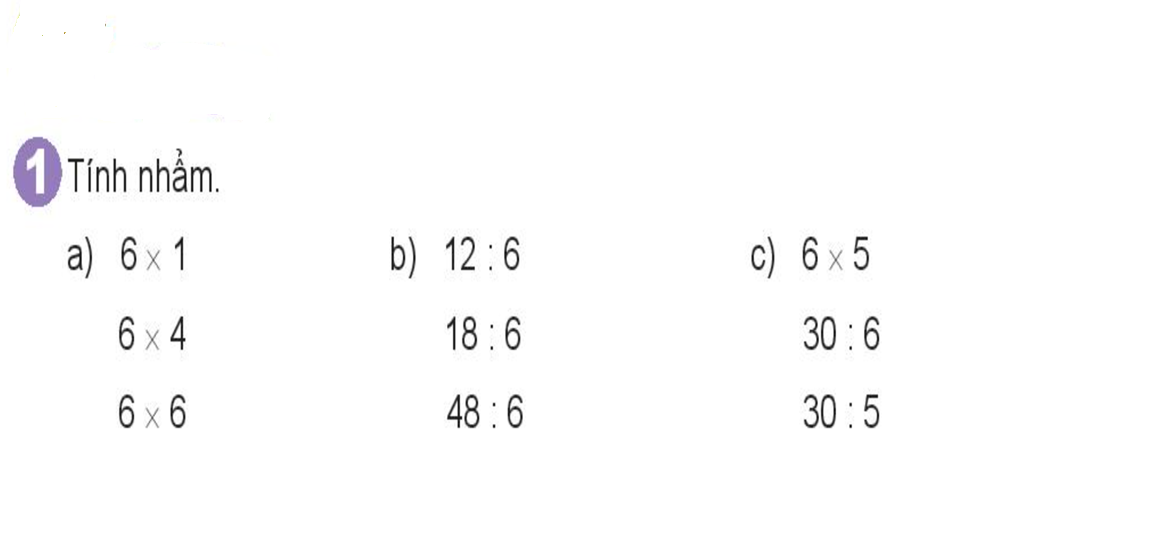 1 Tính nhẩm.
a) 6 × 1 b) 12 : 6 c) 6 × 5
6 × 4 18 : 6 30 : 6
6 × 6 48 : 6 30 : 5